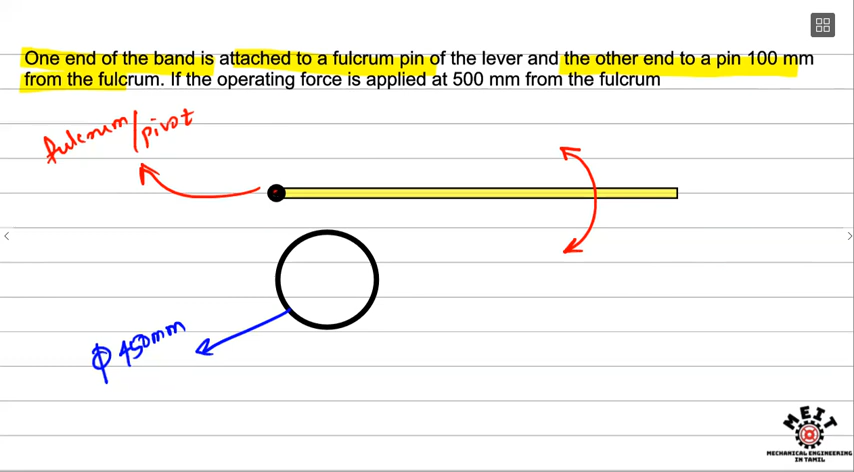 One end of the band is attached to a fulcrum pin of the lever and the other end to a pin 100 mm
from the fulcrum. If the operating force is applied at 500 mm from the fulcrum
fulcrum/pivot
Φ 450mm
MEIT
MECHANICAL ENGINEERING
IN TAMIL